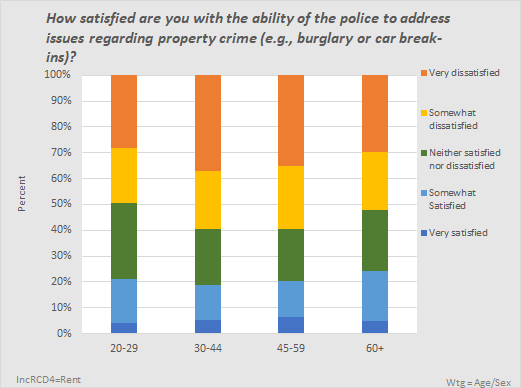 How satisfied are you with the ability of the police to address
issues regarding property crime (e.g., burglary or car break-
ins)?
100%
90%
80%
70%
60%
50%
40%
30%
20%
10%
0%
Percent
20-29
30-44
45-59
60+
Very dissatisfied
Somewhat
dissatisfied
Neither satisfied
nor dissatisfied
Somewhat
Satisfied
Very satisfied
IncRCD4=Rent
Wtg = Age/Sex